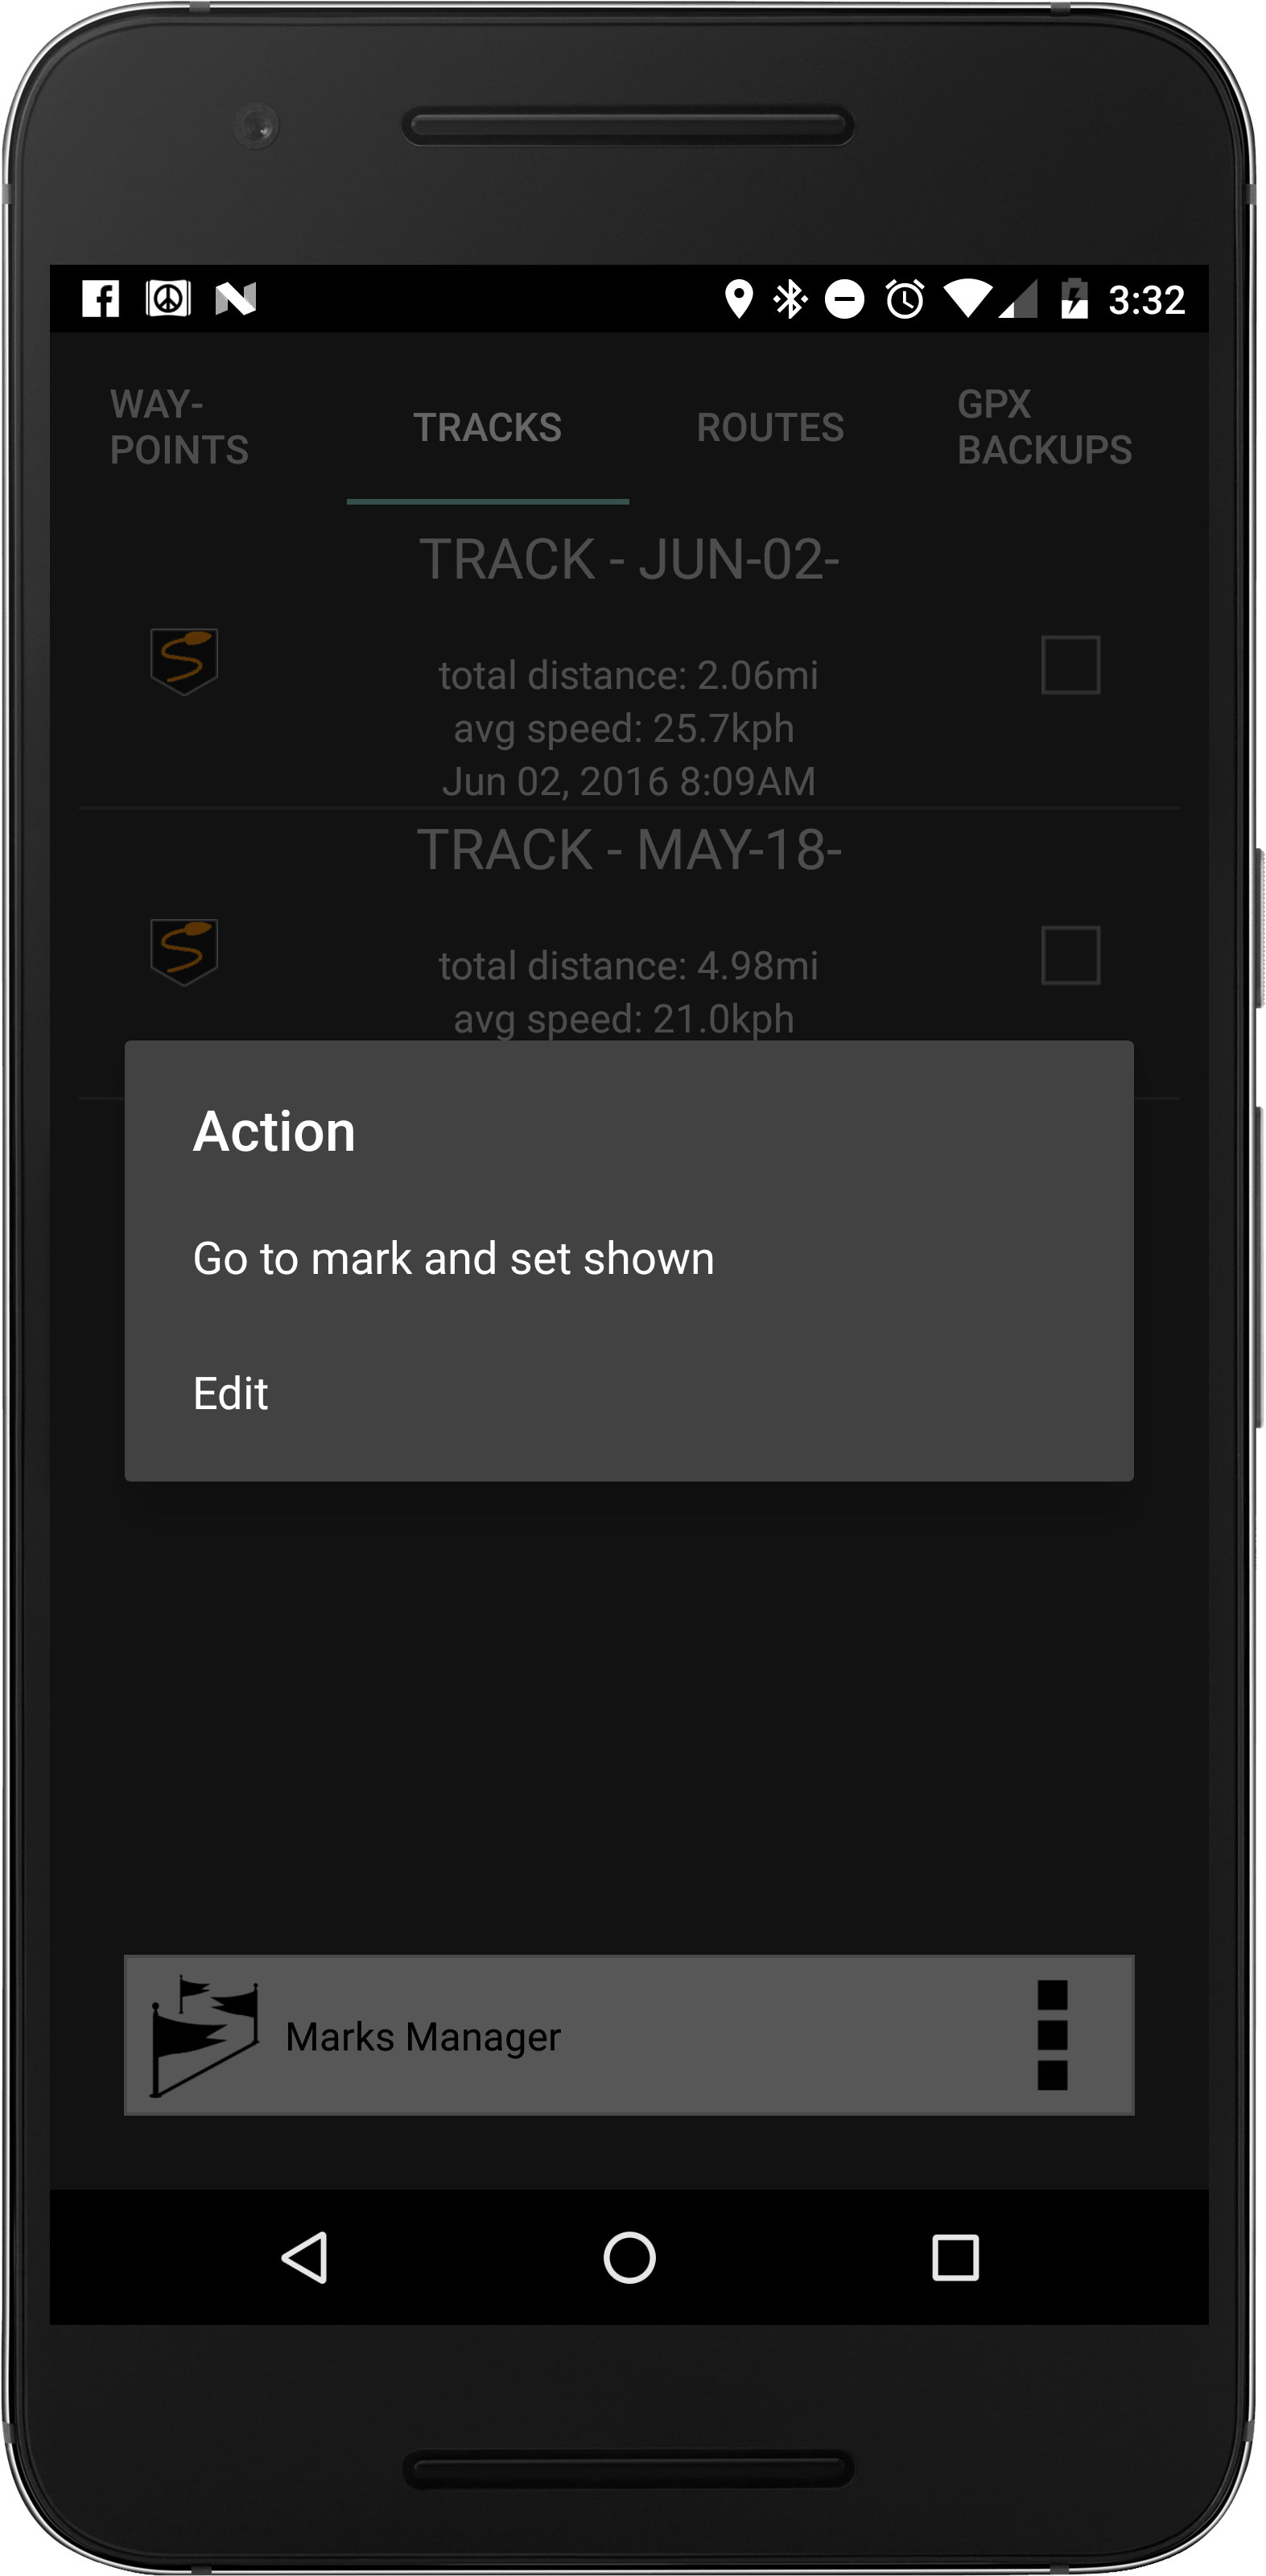 3:32
WAY-
POINTS
TRACKS
ROUTES
GPX
BACKUPS
TRACK - JUN-02-
total distance: 2.06mi
avg speed: 25.7kph
Jun 02, 2016 8:09AM
TRACK - MAY-18-
total distance: 4.98mi
avg speed: 21.0kph
Action
Go to mark and set shown
Edit
Marks Manager